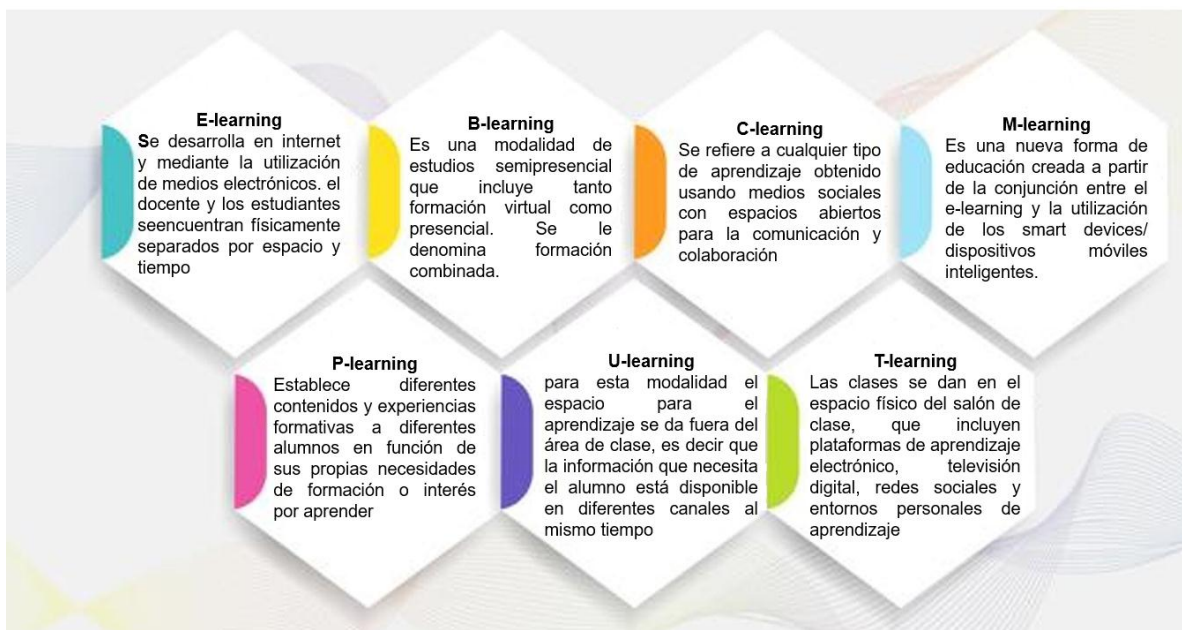 E-learning
Se desarrolla en internet
y mediante la utilización
de medios electrónicos. el
docente y los estudiantes
seencuentran físicamente
separados por espacio y
tiempo
B-learning
Es una modalidad de
estudios semipresencial
que incluye tanto
formación virtual como
presencial. Se le
denomina formación
combinada.
C-learning
Se refiere a cualquier tipo
de aprendizaje obtenido
usando medios sociales
con espacios abiertos
para la comunicación y
colaboración
M-learning
Es una nueva forma de
educación creada a partir
de la conjunción entre el
e-learning y la utilización
de los smart devices/
dispositivos móviles
inteligentes.
P-learning
Establece diferentes
contenidos y experiencias
formativas a diferentes
alumnos en función de
sus propias necesidades
de formación o interés
por aprender
U-learning
para esta modalidad el
espacio para el
aprendizaje se da fuera del
área de clase, es decir que
la información que necesita
el alumno está disponible
en diferentes canales al
mismo tiempo
T-learning
Las clases se dan en el
espacio físico del salón de
clase, que incluyen
plataformas de aprendizaje
electrónico, televisión
digital, redes sociales y
entornos personales de
aprendizaje